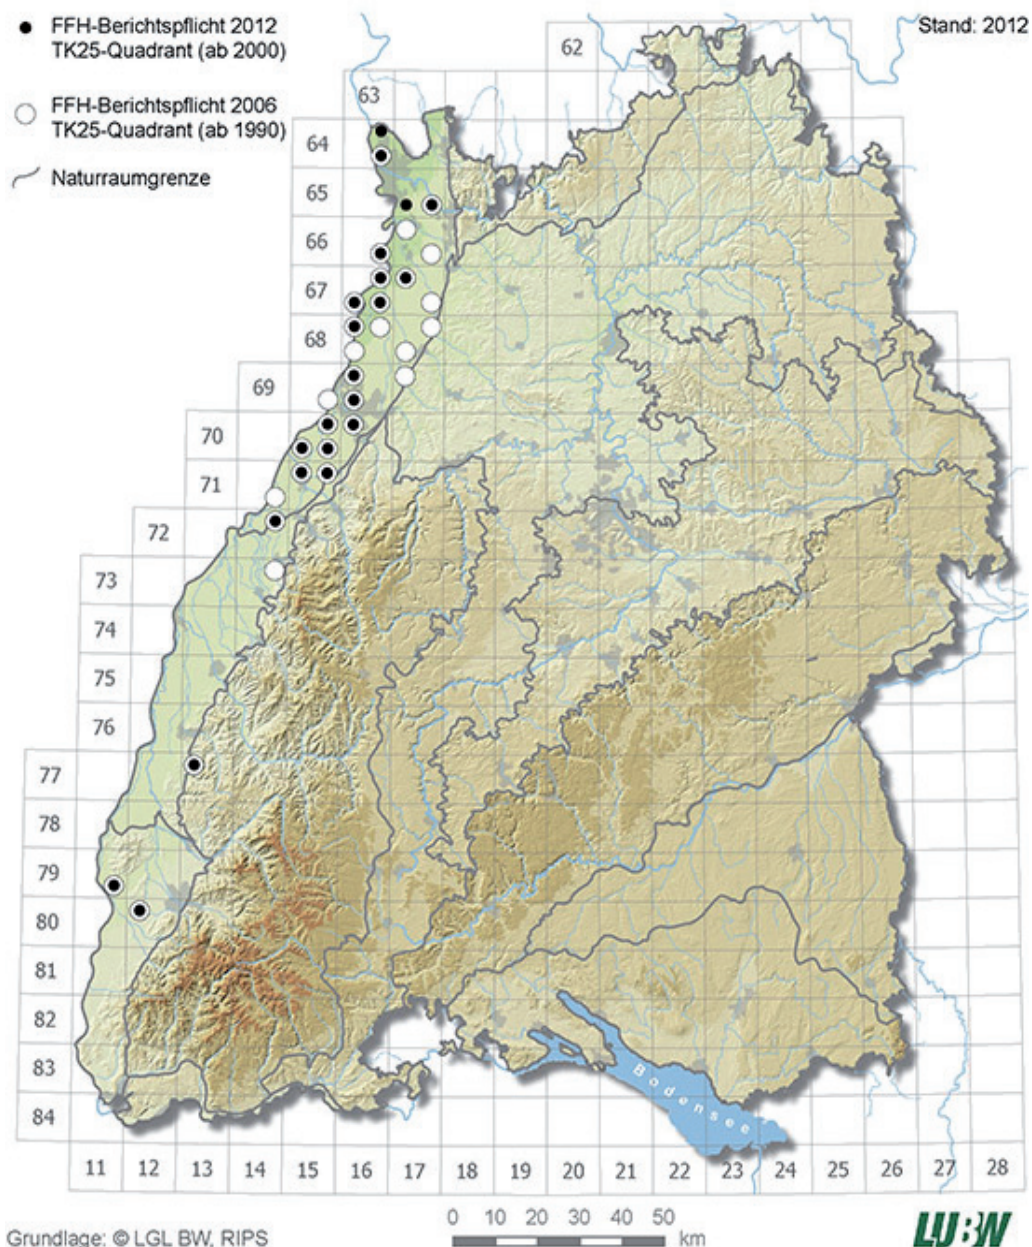 FFH-Berichtspflicht 2012
TK25-Quadrant (ab 2000)
FFH-Berichtspflicht 2006
TK25-Quadrant (ab 1990)
Naturraumgrenze
Stand: 2012
62
63
64
65
66
67
68
69
70
71
72
73
74
75
76
77
78
79
80
81
82
83
84
Bodensee
11 12 13 14 15 16 17 18 19 20 21 22 23 24 25 26 27 28
0 10 20 30 40 50
km
Grundlage: © LGL BW, RIPS
LUBW